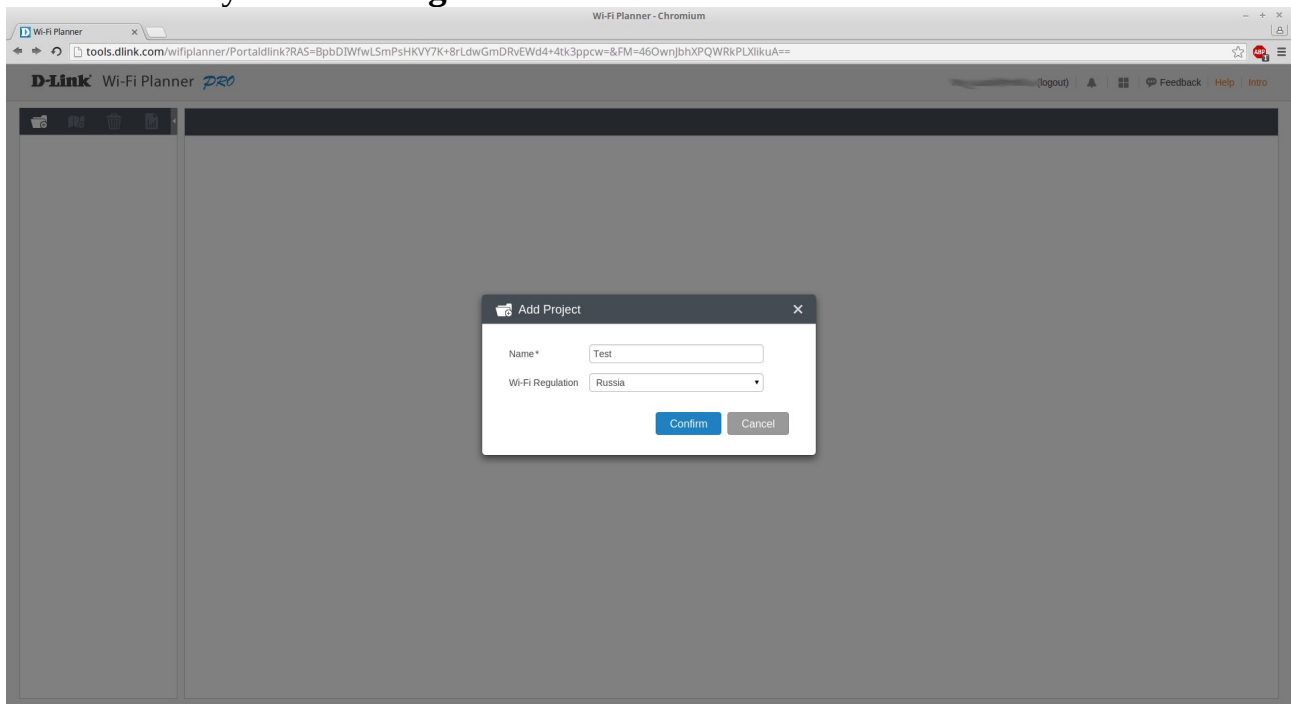 Wi-Fi Planner - Chromium
Wi-Fi Planner
tools.dlink.com/wifiplanner/Portaldlink?RAS=BpbDIWfwLSmPsHKVY7K+8rLdwGmDRvEWd4+4tk3ppcw=&FM=46OwnJbhXPQWRkPLXlikuA==
D-Link Wi-Fi Planner PRO
(logout) Feedback Help Intro
Add Project
Name* Test
Wi-Fi Regulation Russia
Confirm Cancel